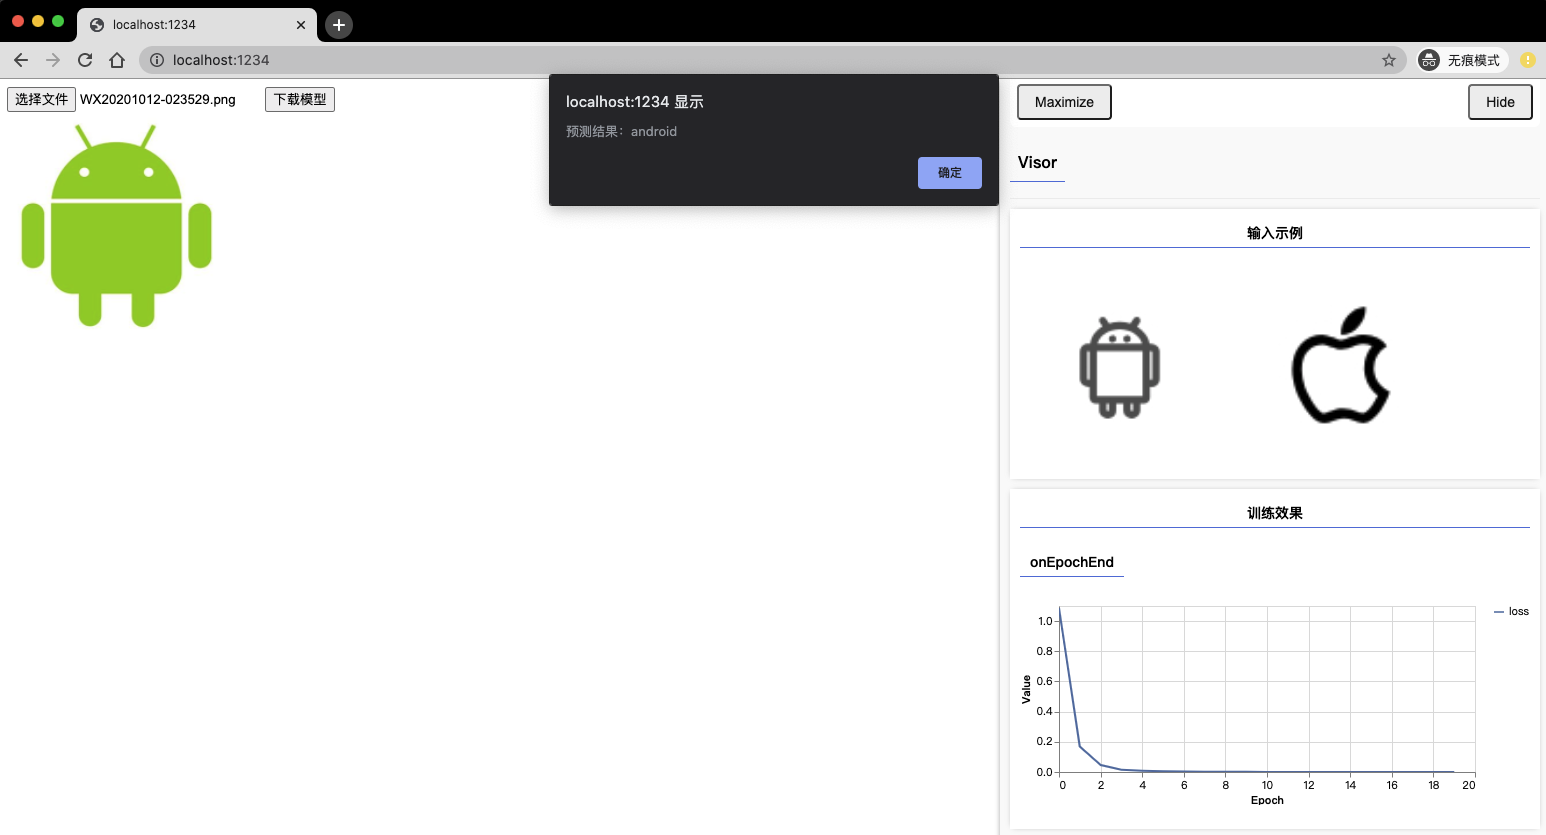 localhost:1234
localhost:1234
无痕模式
选择文件 WX20201012-023529.png 下载模型
localhost:1234 显示
预测结果：android
确定
Maximize
Hide
Visor
输入示例
训练效果
onEpochEnd
loss
Value
1.0
0.8
0.6
0.4
0.2
0.0
0 2 4 6 8 10 12 14 16 18 20
Epoch